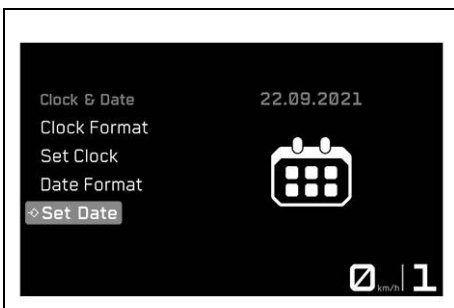 Clock & Date 22.09.2021
Clock Format
Set Clock
Date Format
Set Date
0 km/h 1